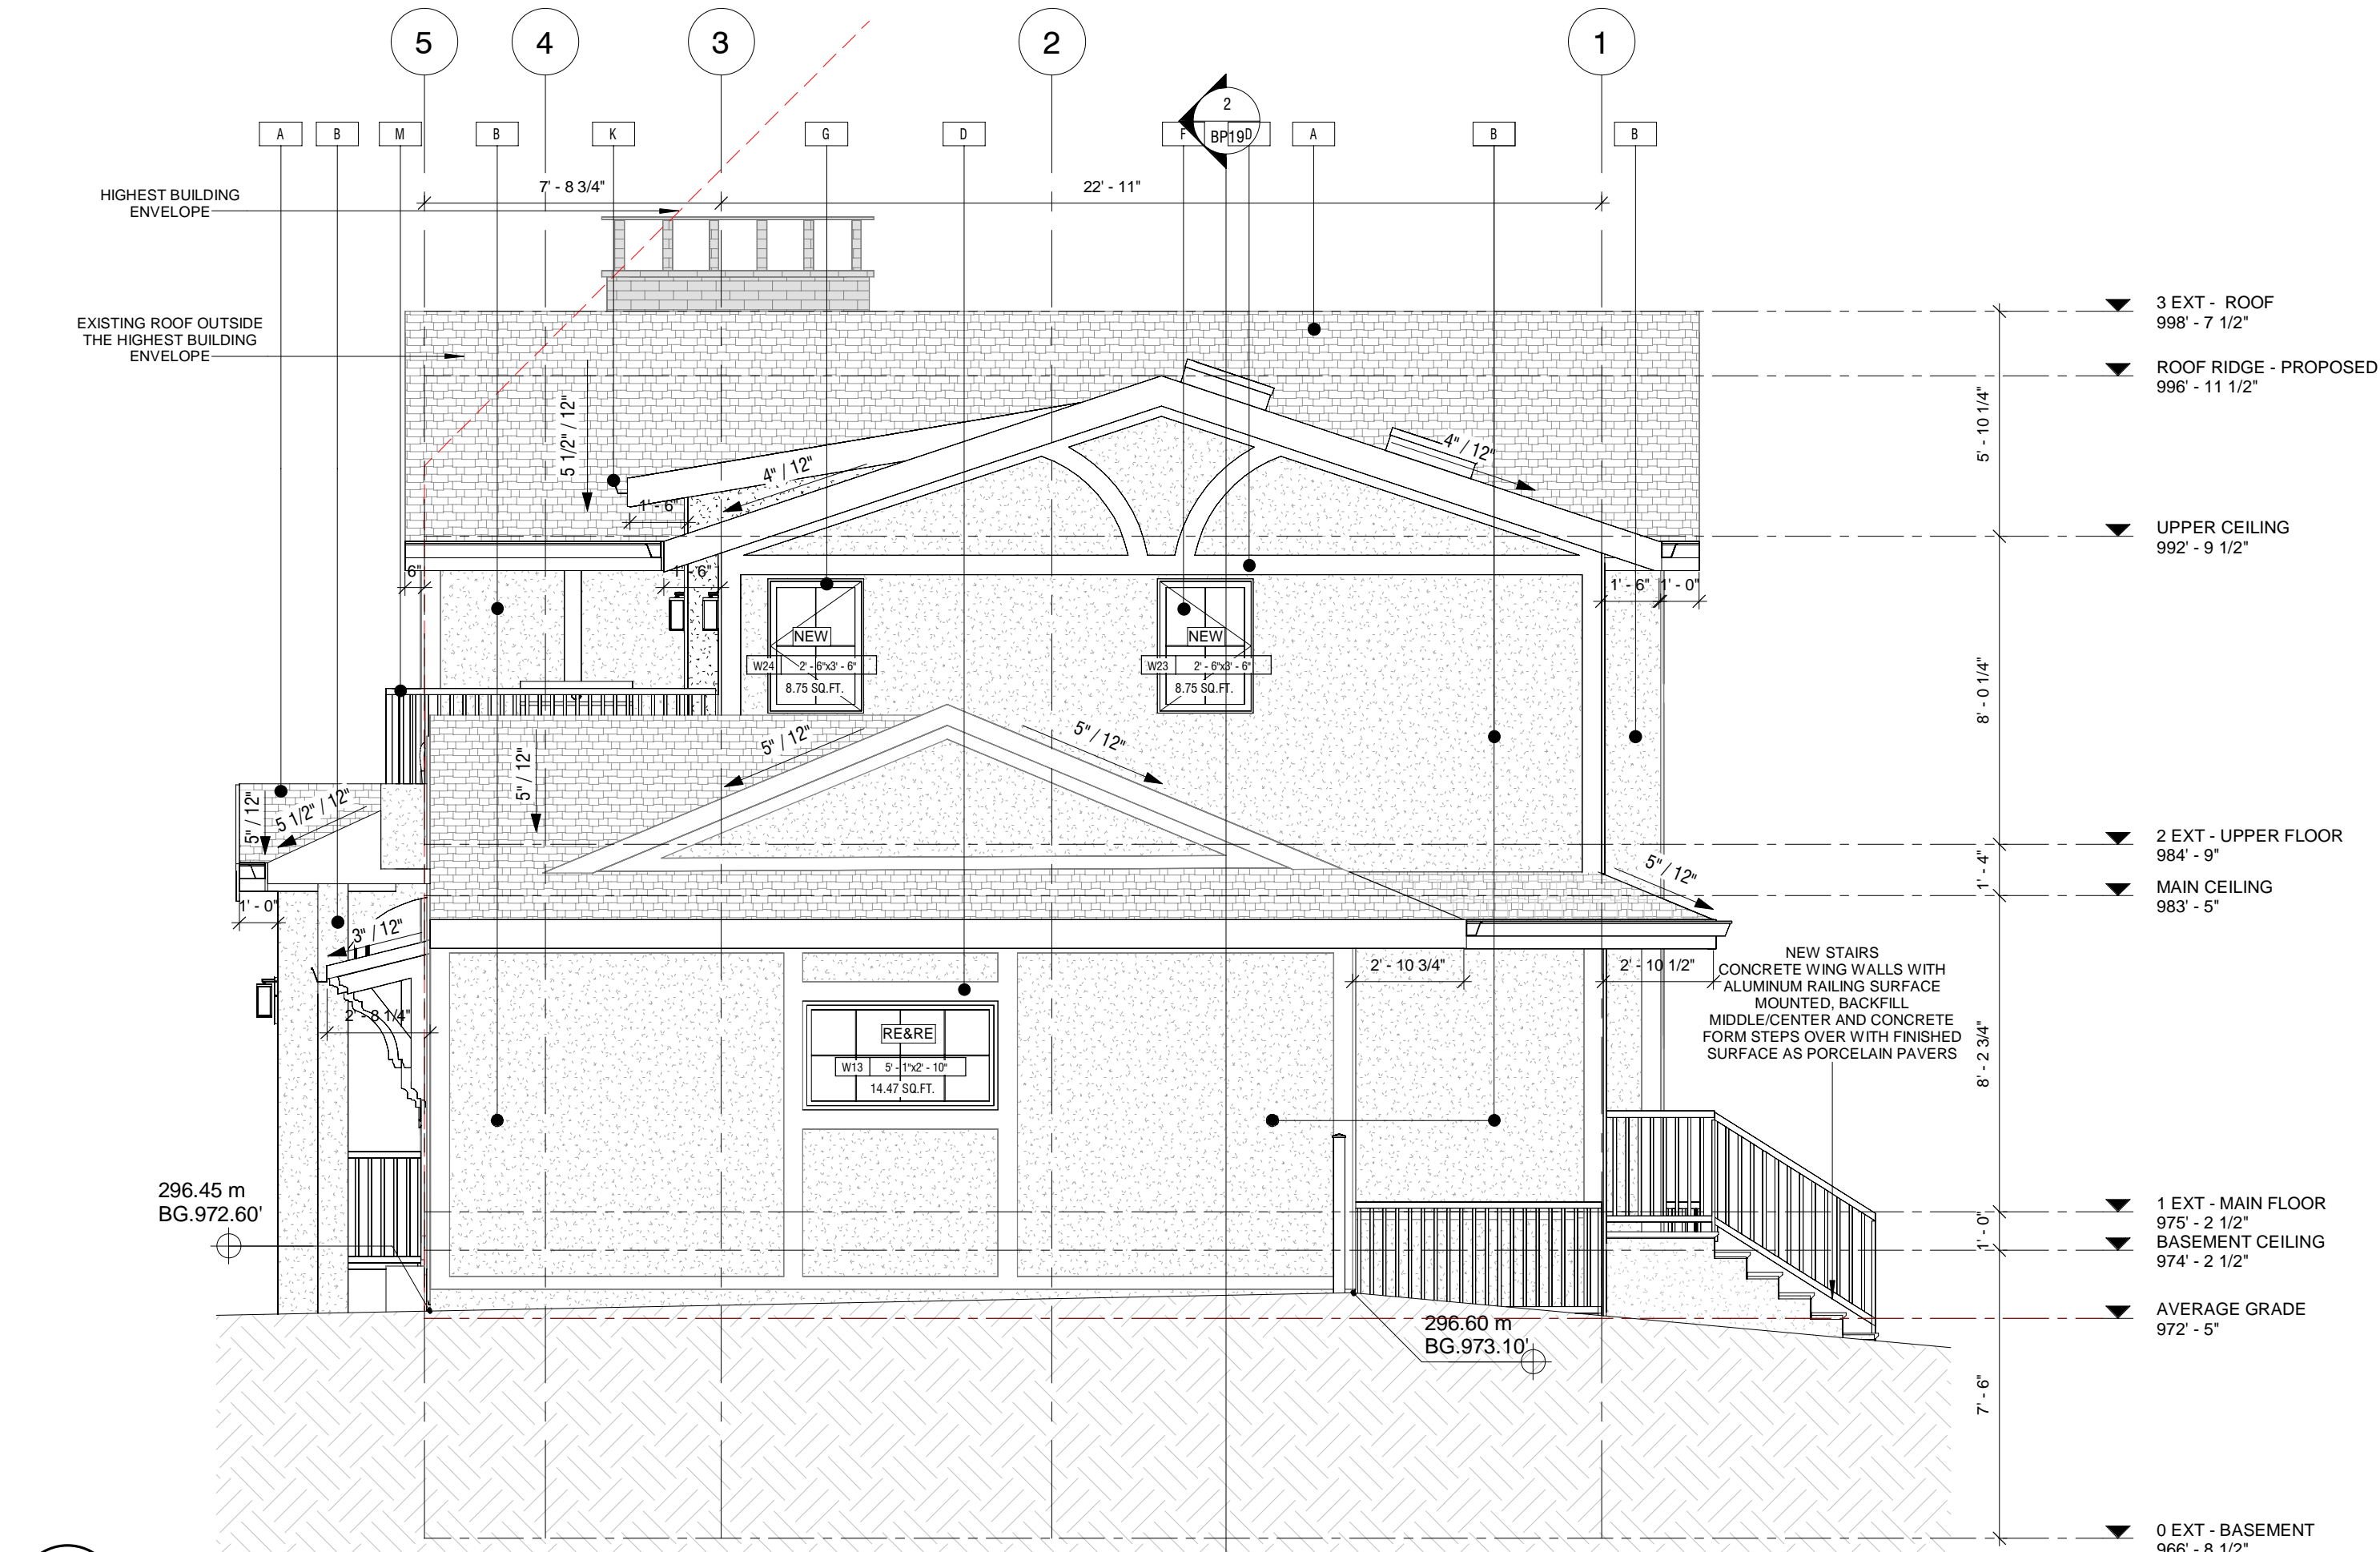 5
4
3
2
1
2
BP19
A
B
M
B
K
G
D
F
D
A
B
B
7' - 8 3/4"
22' - 11"
HIGHEST BUILDING
ENVELOPE
EXISTING ROOF OUTSIDE
THE HIGHEST BUILDING
ENVELOPE
3 EXT - ROOF
998' - 7 1/2"
ROOF RIDGE - PROPOSED
996' - 11 1/2"
5' - 10 1/4"
5 1/2" / 12"
4" / 12"
4" / 12"
1' - 6"
UPPER CEILING
992' - 9 1/2"
6"
1' - 6"
1' - 6"
1' - 0"
NEW
W24
2' - 6"x3' - 6"
8.75 SQ.FT.
NEW
W23
2' - 6"x3' - 6"
8.75 SQ.FT.
8' - 0 1/4"
5" / 12"
5" / 12"
5" / 12"
5" / 12"
5 1/2" / 12"
2 EXT - UPPER FLOOR
984' - 9"
1' - 4"
5" / 12"
MAIN CEILING
983' - 5"
1' - 0"
3" / 12"
2' - 8 1/4"
2' - 10 3/4"
2' - 10 1/2"
NEW STAIRS
CONCRETE WING WALLS WITH
ALUMINUM RAILING SURFACE
MOUNTED, BACKFILL
MIDDLE/CENTER AND CONCRETE
FORM STEPS OVER WITH FINISHED
SURFACE AS PORCELAIN PAVERS
RE&RE
W13
5' - 1"x2' - 10"
14.47 SQ.FT.
8' - 2 3/4"
296.45 m
BG.972.60'
1 EXT - MAIN FLOOR
975' - 2 1/2"
1' - 0"
BASEMENT CEILING
974' - 2 1/2"
AVERAGE GRADE
972' - 5"
296.60 m
BG.973.10'
7' - 6"
0 EXT - BASEMENT
966' - 8 1/2"